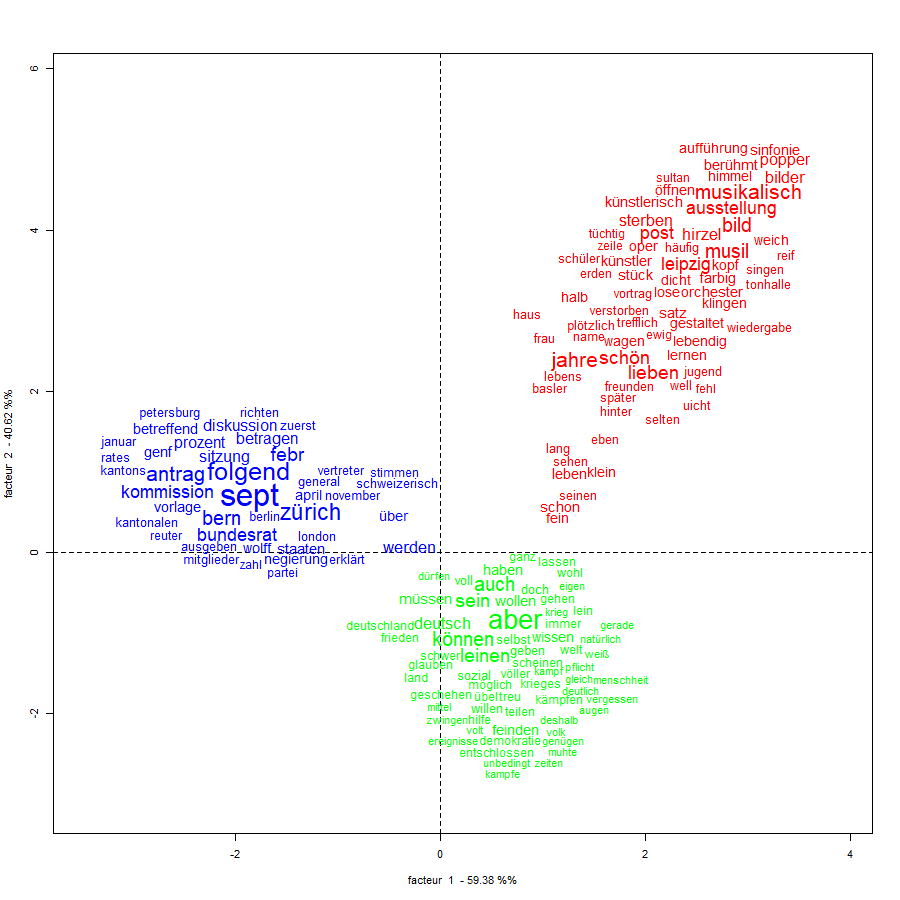 6
aufführung sinfonie
berühmt popper
sultan himmel bilder
öffnen musikalisch
künstlerisch ausstellung
sterben bild
4
tüchtig post hirzel weich
zeile oper häufig musil reif
schüler künstler leipzig kopf singen
erden stück dicht farbig tonhalle
halb vortrag lose orchester
klingen
haus verstorben satz
plötzlich trefflich gestaltet wiedergabe
frau name wagen ewig lebendig
jahre schön lernen
lebens lieben jugend
2
basler freunden well fehl
später
hinter uicht
selten
petersburg richten
betreffend diskussion zuerst
januar prozent betragen
rates genf sitzung febr
kantons antrag folgend vertreter stimmen
general schweizerisch
kommission sept april november
vorlage zürich
kantonalen bern berlin über
reuter bundesrat london
ausgeben wolff staaten werden
mitglieder zahl negierung erklärt
partei
eben
lang
sehen
leben klein
seinen
schon
fein
0
ganz lassen
dürfen voll haben wohl
auch doch eigen
müssen sein wollen gehen
krieg lein
deutschland deutsch aber immer gerade
frieden können selbst wissen natürlich
schwer leinen geben welt weiß
glauben scheinen
land sozial völler kampf pflicht
möglich krieges gleich menschheit
deutlich
geschehen übel treu kämpfen vergessen
mittel willen teilen augen
-2
zwingen hilfe deshalb
volt feinden volk
ereignisse demokratie genügen
entschlossen muhte
unbedingt zeiten
kampfe
facteur 2 - 40.62 %%
-2 0 2 4
facteur 1 - 59.38 %%